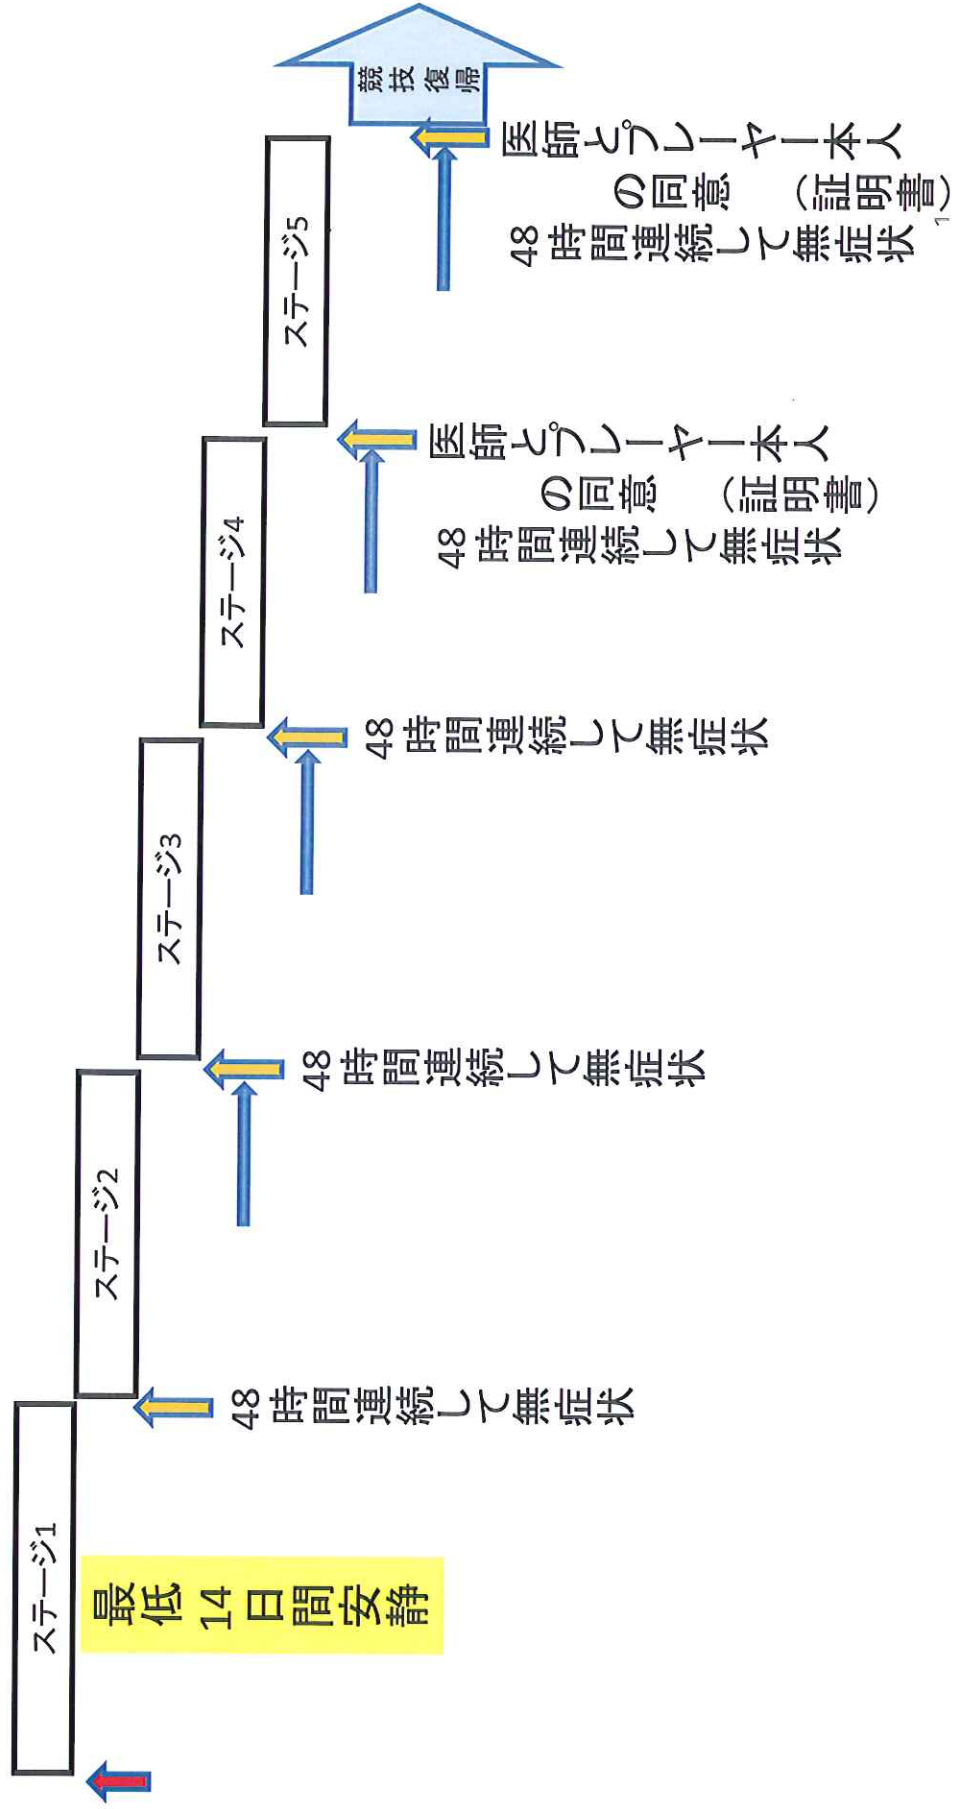 ステージ1
最低14日間安静
48時間連続して無症状
ステージ2
48時間連続して無症状
ステージ3
48時間連続して無症状
ステージ4
医師とプレーヤー本人
の同意　（証明書）
48時間連続して無症状
ステージ5
医師とプレーヤー本人
の同意　（証明書）
48時間連続して無症状
競技復帰
1